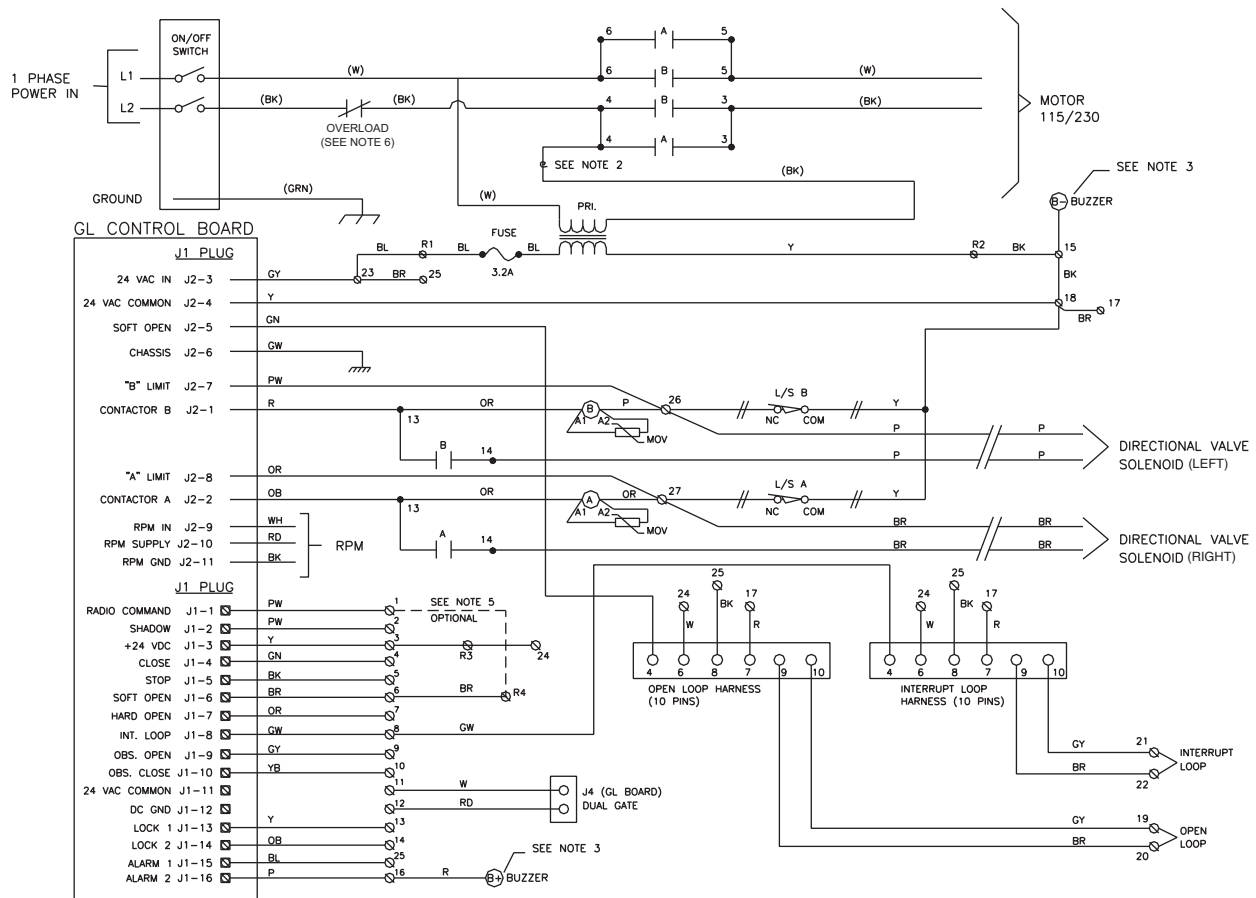 ON/OFF
SWITCH
1 PHASE
POWER IN
L1
L2
(W)
(BK)
(BK)
OVERLOAD
(SEE NOTE 6)
6 A 5
6 B 5
4 B 3
4 A 3
(W)
(BK)
MOTOR
115/230
SEE NOTE 2
(BK)
SEE NOTE 3
B- BUZZER
GROUND
(GRN)
(W)
PRI.
GL CONTROL BOARD
J1 PLUG
FUSE
BL R1 BL BL
3.2A
Y R2 BK 15
BK
24 VAC IN J2-3 GY 23 BR 25
24 VAC COMMON J2-4 Y 18 17
BR
SOFT OPEN J2-5 GN
CHASSIS J2-6 GW
"B" LIMIT J2-7 PW
CONTACTOR B J2-1 R OR B P 26
L/S B
NC COM
Y
13
A1 A2
MOV
B 14
P P
P P
DIRECTIONAL VALVE
SOLENOID (LEFT)
"A" LIMIT J2-8 OR
CONTACTOR A J2-2 OB OR A OR 27
L/S A
NC COM
Y
13
A1 A2
MOV
A 14
BR BR
BR BR
DIRECTIONAL VALVE
SOLENOID (RIGHT)
RPM IN J2-9 WH
RPM SUPPLY J2-10 RD
RPM GND J2-11 BK
RPM
J1 PLUG
RADIO COMMAND J1-1 PW 1
SEE NOTE 5
OPTIONAL
SHADOW J1-2 PW 2
+24 VDC J1-3 Y 3 R3 24
CLOSE J1-4 GN 4
STOP J1-5 BK 5
SOFT OPEN J1-6 BR 6 BR R4
HARD OPEN J1-7 OR 7
INT. LOOP J1-8 GW 8 GW
OBS. OPEN J1-9 GY 9
OBS. CLOSE J1-10 YB 10
24 VAC COMMON J1-11 11 W
DC GND J1-12 12 RD
J4 (GL BOARD)
DUAL GATE
LOCK 1 J1-13 Y 13
LOCK 2 J1-14 OB 14
ALARM 1 J1-15 BL 25
ALARM 2 J1-16 P 16 R B+ BUZZER
SEE NOTE 3
24 25 17
W BK R
4 6 8 7 9 10
OPEN LOOP HARNESS
(10 PINS)
24 25 17
W BK R
4 6 8 7 9 10
INTERRUPT LOOP
HARNESS (10 PINS)
GY 21
BR 22
INTERRUPT
LOOP
GY 19
BR 20
OPEN
LOOP